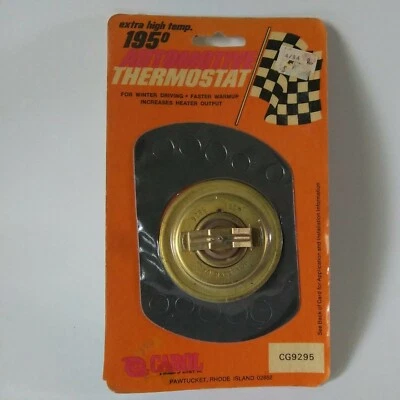 extra high temp.
195°
AUTOMOTIVE
THERMOSTAT
FOR WINTER DRIVING • FASTER WARMUP
INCREASES HEATER OUTPUT
See Back of Card for Application and Installation Information
CAROL
CG9295
PAWTUCKET, RHODE ISLAND 02862